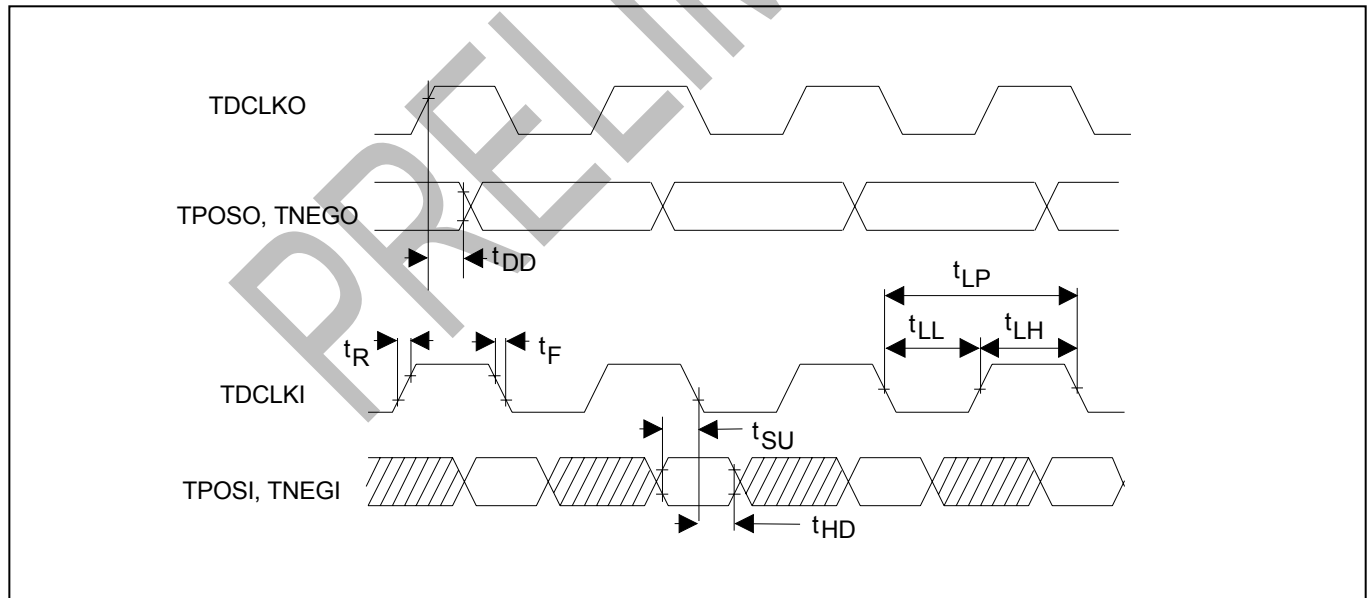 PRELIM
TDCLKO
TPOSO, TNEGO
tDD
tLP
tLL
tLH
tR
tF
TDCLKI
tSU
TPOSI, TNEGI
tHD